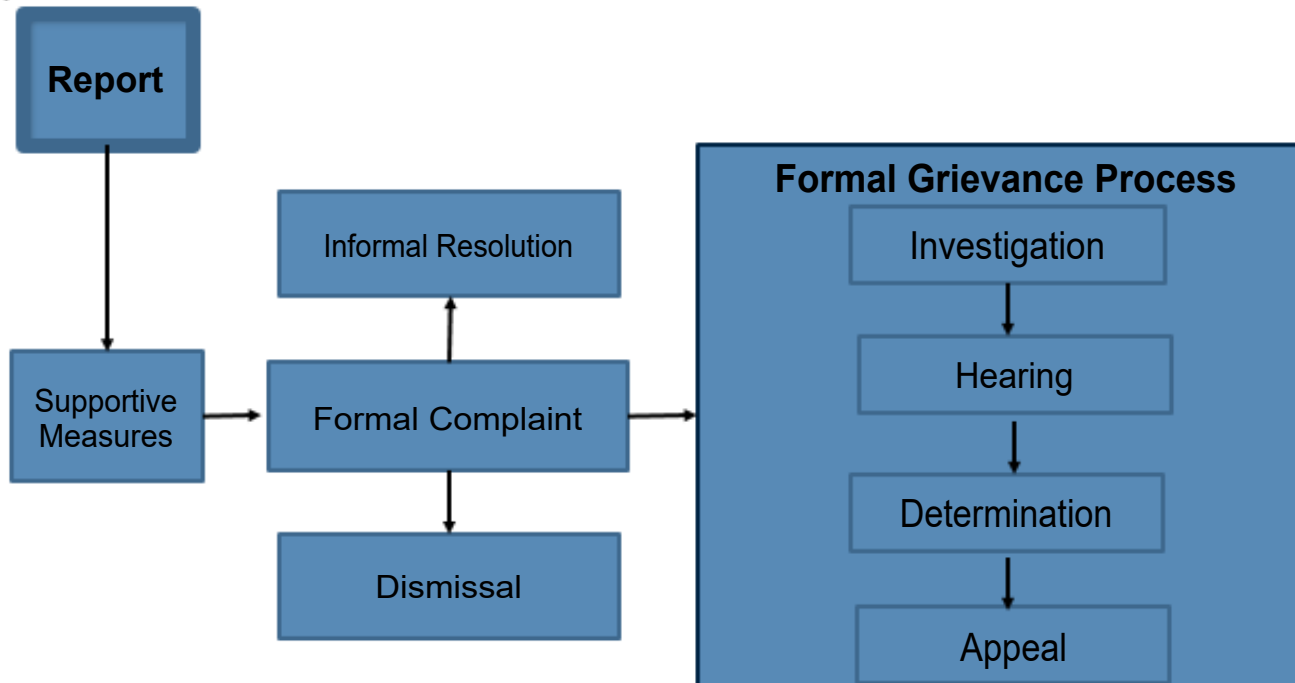 Report
Supportive
Measures
Informal Resolution
Formal Complaint
Dismissal
Formal Grievance Process
Investigation
Hearing
Determination
Appeal